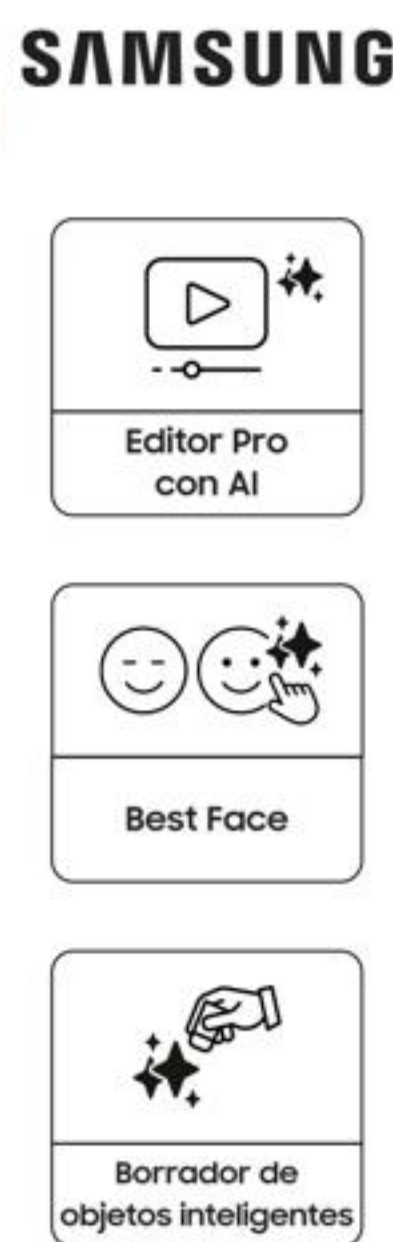 SAMSUNG
Editor Pro
con AI
Best Face
Borrador de
objetos inteligentes